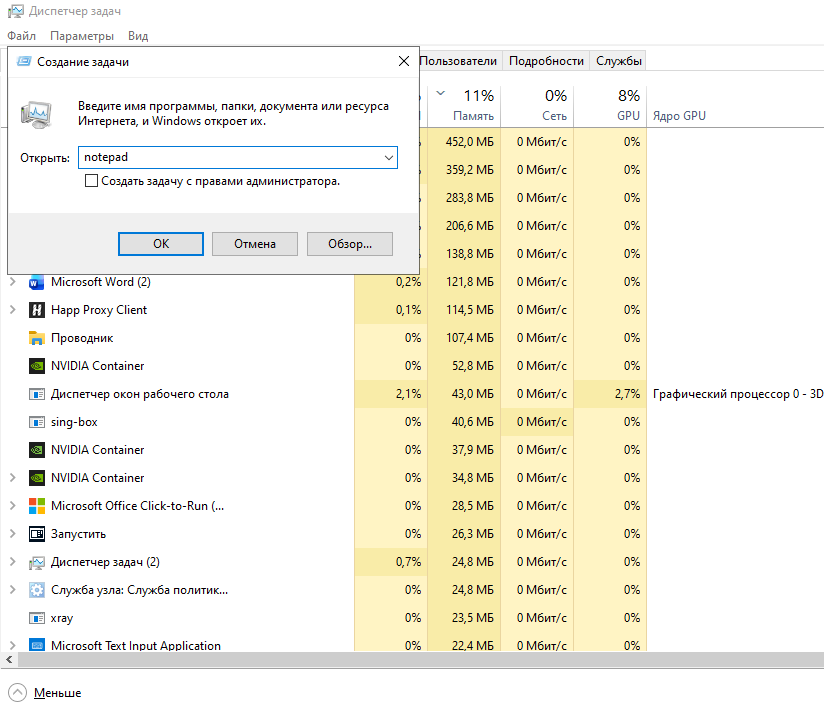 Диспетчер задач
Файл Параметры Вид
Создание задачи
Пользователи Подробности Службы
Введите имя программы, папки, документа или ресурса
Интернета, и Windows откроет их.
Открыть: notepad
Создать задачу с правами администратора.
ОК Отмена Обзор...
11% 0% 8%
Память Сеть GPU Ядро GPU
452,0 МБ 0 Мбит/с 0%
359,2 МБ 0 Мбит/с 0%
283,8 МБ 0 Мбит/с 0%
206,6 МБ 0 Мбит/с 0%
138,8 МБ 0 Мбит/с 0%
Microsoft Word (2) 0,2% 121,8 МБ 0 Мбит/с 0%
Happ Proxy Client 0,1% 114,5 МБ 0 Мбит/с 0%
Проводник 0% 107,4 МБ 0 Мбит/с 0%
NVIDIA Container 0% 52,8 МБ 0 Мбит/с 0%
Диспетчер окон рабочего стола 2,1% 43,0 МБ 0 Мбит/с 2,7% Графический процессор 0 - 3D
sing-box 0% 40,6 МБ 0 Мбит/с 0%
NVIDIA Container 0% 37,9 МБ 0 Мбит/с 0%
NVIDIA Container 0% 34,8 МБ 0 Мбит/с 0%
Microsoft Office Click-to-Run (... 0% 28,5 МБ 0 Мбит/с 0%
Запустить 0% 26,3 МБ 0 Мбит/с 0%
Диспетчер задач (2) 0,7% 24,8 МБ 0 Мбит/с 0%
Служба узла: Служба политик... 0% 24,8 МБ 0 Мбит/с 0%
xray 0% 23,5 МБ 0 Мбит/с 0%
Microsoft Text Input Application 0% 22,4 МБ 0 Мбит/с 0%
Меньше